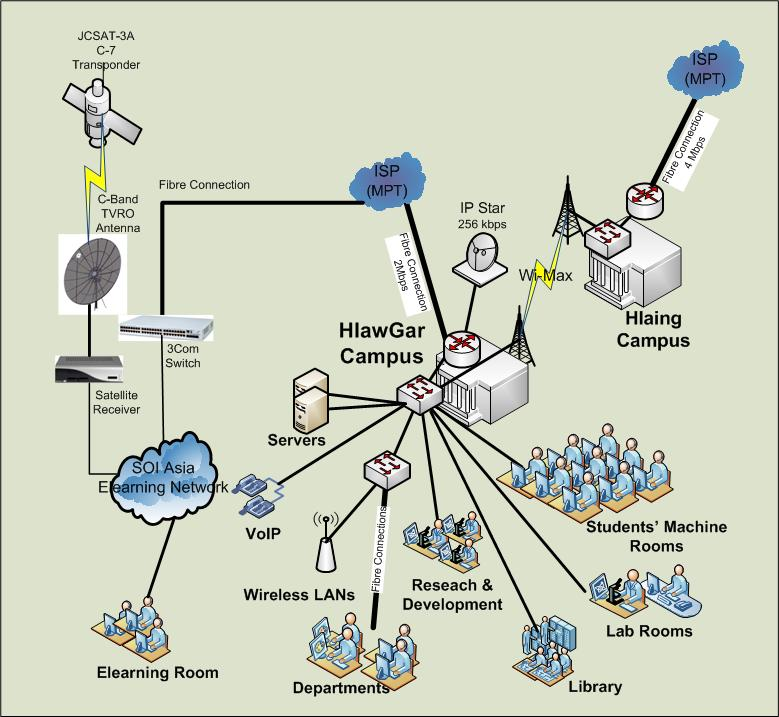 JCSAT-3A
C-7
Transponder
ISP
(MPT)
Fibre Connection
4 Mbps
C-Band
TVRO
Antenna
Fibre Connection
ISP
(MPT)
IP Star
256 kbps
Fibre Connection
2Mbps
Wi-Max
Hlaing
Campus
HlawGar
Campus
3Com
Switch
Satellite
Receiver
Servers
SOI Asia
Elearning Network
VoIP
Wireless LANs
Fibre Connections
Reseach &
Development
Students' Machine
Rooms
Lab Rooms
Elearning Room
Departments
Library